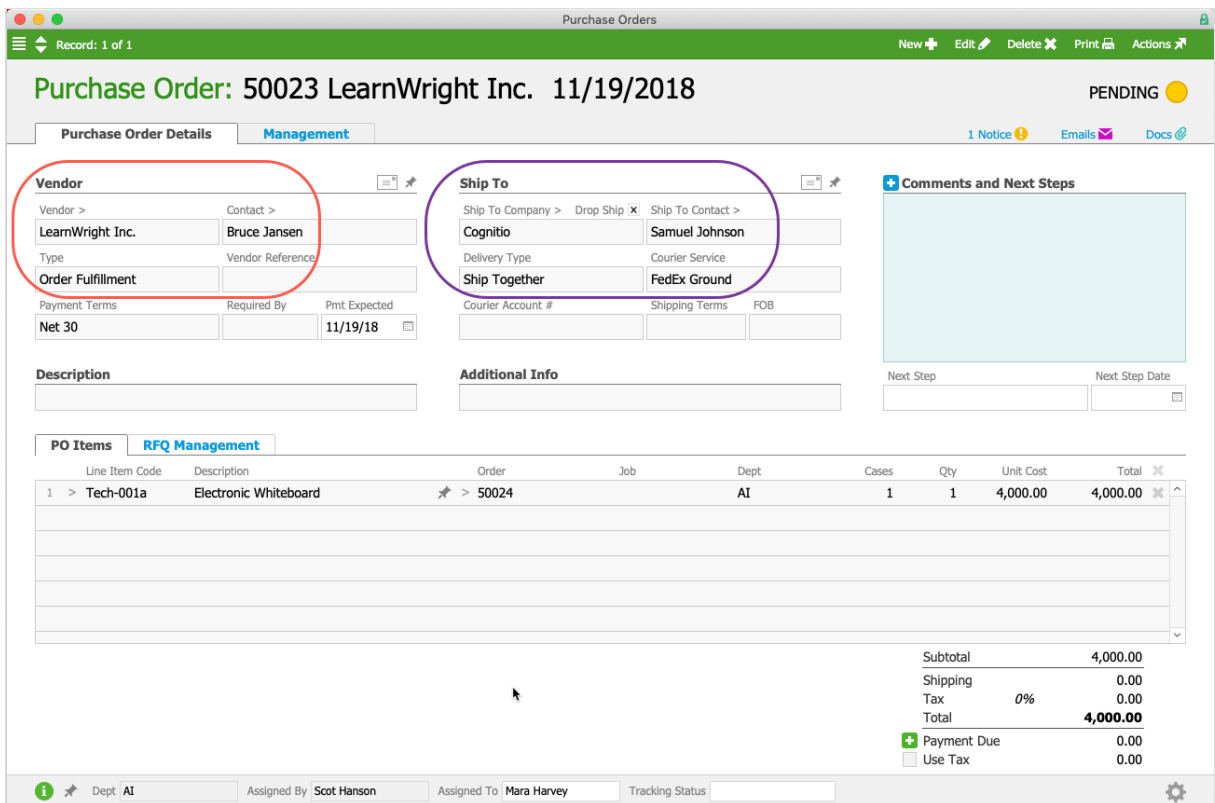 Purchase Orders
Record: 1 of 1 New Edit Delete Print Actions
Purchase Order: 50023 LearnWright Inc. 11/19/2018 PENDING
Purchase Order Details Management 1 Notice Emails Docs
Vendor Ship To Comments and Next Steps
Vendor > Contact > Ship To Company > Drop Ship x Ship To Contact >
LearnWright Inc. Bruce Jansen Cognitio Samuel Johnson
Type Vendor Reference Delivery Type Courier Service
Order Fulfillment Ship Together FedEx Ground
Payment Terms Required By Pmt Expected Courier Account # Shipping Terms FOB
Net 30 11/19/18
Description Additional Info Next Step Next Step Date
PO Items RFQ Management
Line Item Code Description Order Job Dept Cases Qty Unit Cost Total
1 > Tech-001a Electronic Whiteboard > 50024 AI 1 1 4,000.00 4,000.00
Subtotal 4,000.00
Shipping 0.00
Tax 0% 0.00
Total 4,000.00
Payment Due 0.00
Use Tax 0.00
Dept AI Assigned By Scot Hanson Assigned To Mara Harvey Tracking Status